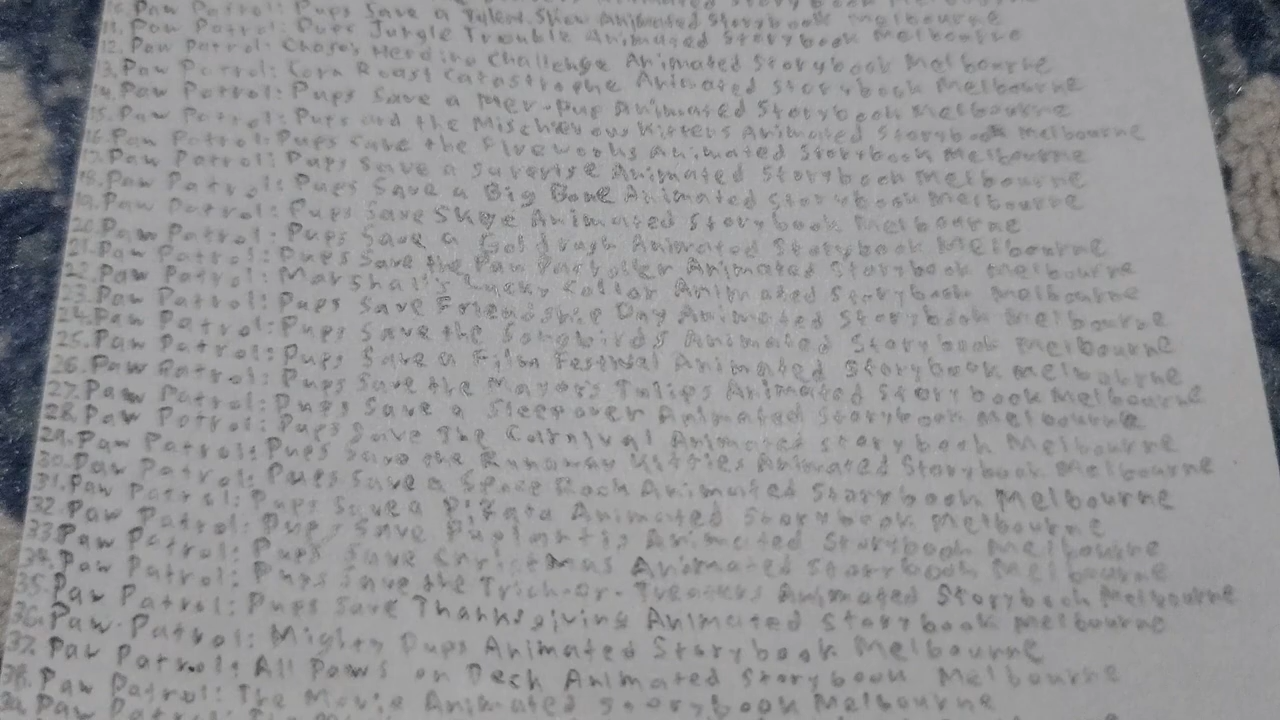 Animated Storybook Melbourne
Paw Patrol: Pups Save a Talent Show Animated Storybook Melbourne
11. Paw Patrol: Pups Jungle Trouble Animated Storybook Melbourne
12. Paw Patrol: Chase's Herding Challenge Animated Storybook Melbourne
13. Paw Patrol: Corn Roast Catastrophe Animated Storybook Melbourne
14. Paw Patrol: Pups Save a Mer-Pup Animated Storybook Melbourne
15. Paw Patrol: Pups and the Mischievous Kittens Animated Storybook Melbourne
16. Paw Patrol: Pups Save the Fireworks Animated Storybook Melbourne
17. Paw Patrol: Pups Save a Surprise Animated Storybook Melbourne
18. Paw Patrol: Pups Save a Big Bone Animated Storybook Melbourne
19. Paw Patrol: Pups Save Skye Animated Storybook Melbourne
20. Paw Patrol: Pups Save a Goldrush Animated Storybook Melbourne
21. Paw Patrol: Pups Save the Paw Patroller Animated Storybook Melbourne
22. Paw Patrol: Marshall's Lucky Collar Animated Storybook Melbourne
23. Paw Patrol: Pups Save Friendship Day Animated Storybook Melbourne
24. Paw Patrol: Pups Save the Songbirds Animated Storybook Melbourne
25. Paw Patrol: Pups Save a Film Festival Animated Storybook Melbourne
26. Paw Patrol: Pups Save the Mayor's Tulips Animated Storybook Melbourne
27. Paw Patrol: Pups Save a Sleepover Animated Storybook Melbourne
28. Paw Patrol: Pups Save the Carnival Animated Storybook Melbourne
29. Paw Patrol: Pups Save the Runaway Kitties Animated Storybook Melbourne
30. Paw Patrol: Pups Save a Space Rock Animated Storybook Melbourne
31. Paw Patrol: Pups Save a Piñata Animated Storybook Melbourne
32. Paw Patrol: Pups Save Puplantis Animated Storybook Melbourne
33. Paw Patrol: Pups Save Christmas Animated Storybook Melbourne
34. Paw Patrol: Pups Save the Trick-or-Treaters Animated Storybook Melbourne
35. Paw Patrol: Pups Save Thanksgiving Animated Storybook Melbourne
36. Paw Patrol: Mighty Pups Animated Storybook Melbourne
37. Paw Patrol: All Paws on Deck Animated Storybook Melbourne
38. Paw Patrol: The Movie Animated Storybook Melbourne
39. Paw Patrol: The